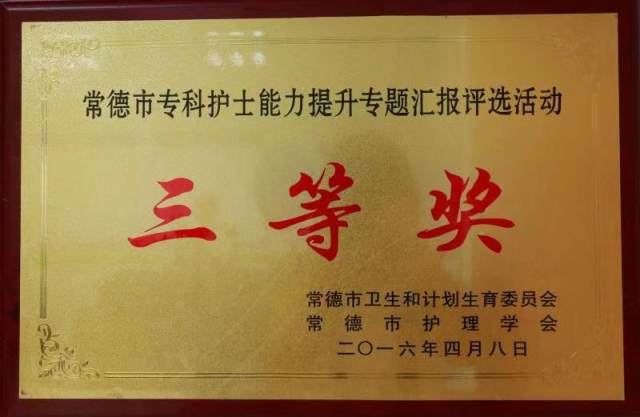 常德市专科护士能力提升专题汇报评选活动
三等奖
常德市卫生和计划生育委员会
常德市护理学会
二〇一六年四月八日